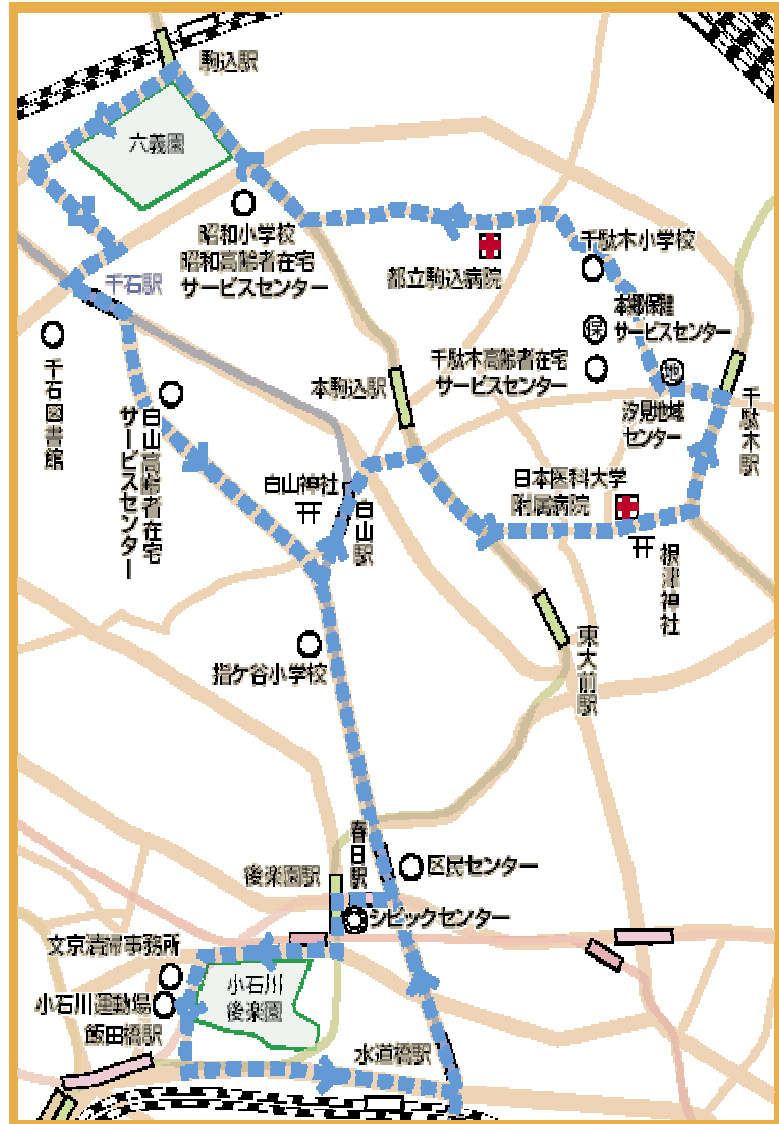 駒込駅
六義園
昭和小学校
昭和高齢者在宅
サービスセンター
千石駅
都立駒込病院
千駄木小学校
本郷保健
サービスセンター
保
千駄木高齢者在宅
サービスセンター
地
汐見地域
センター
千駄木駅
本駒込駅
千石図書館
白山高齢者在宅
サービスセンター
白山神社
白山駅
日本医科大学
附属病院
根津神社
東大前駅
指ケ谷小学校
春日駅
区民センター
後楽園駅
シビックセンター
文京清掃事務所
小石川運動場
小石川
後楽園
飯田橋駅
水道橋駅